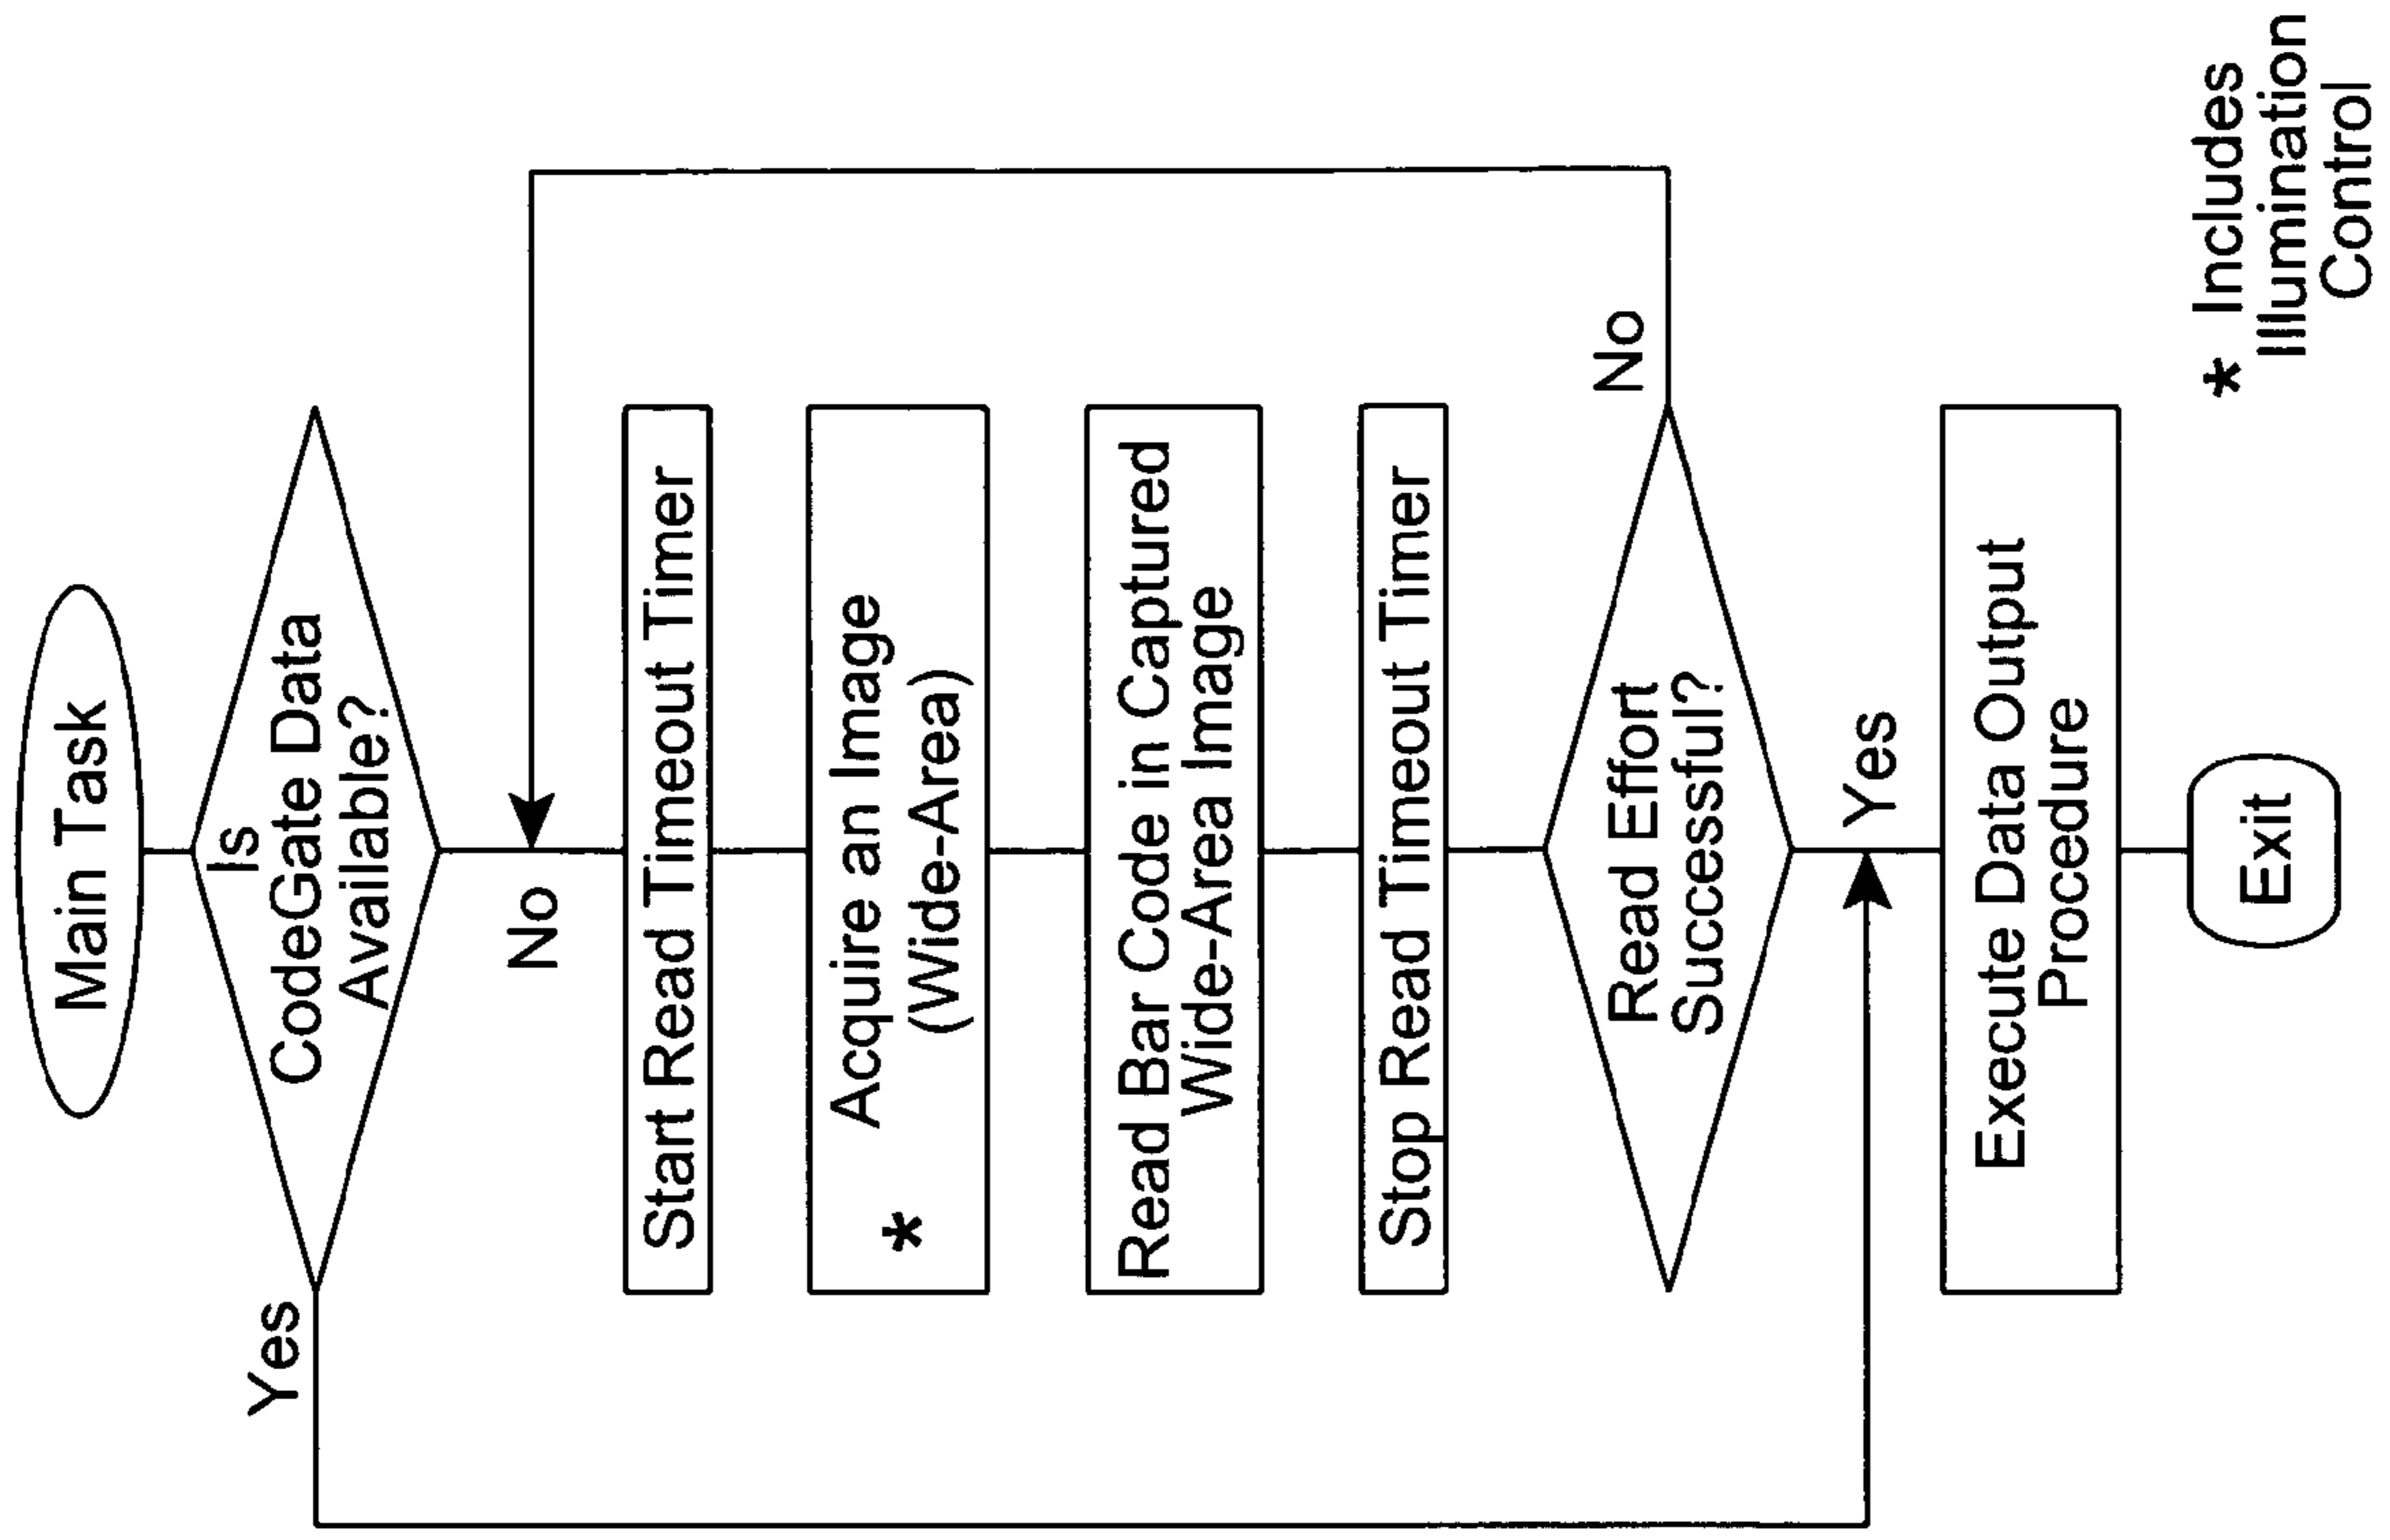 Main Task
Is
CodeGate Data
Available?
Yes
No
Start Read Timeout Timer
Acquire an Image
* (Wide-Area)
Read Bar Code in Captured
Wide-Area Image
Stop Read Timeout Timer
Read Effort
Successful?
No
Yes
Execute Data Output
Procedure
Exit
* Includes
Illumination
Control